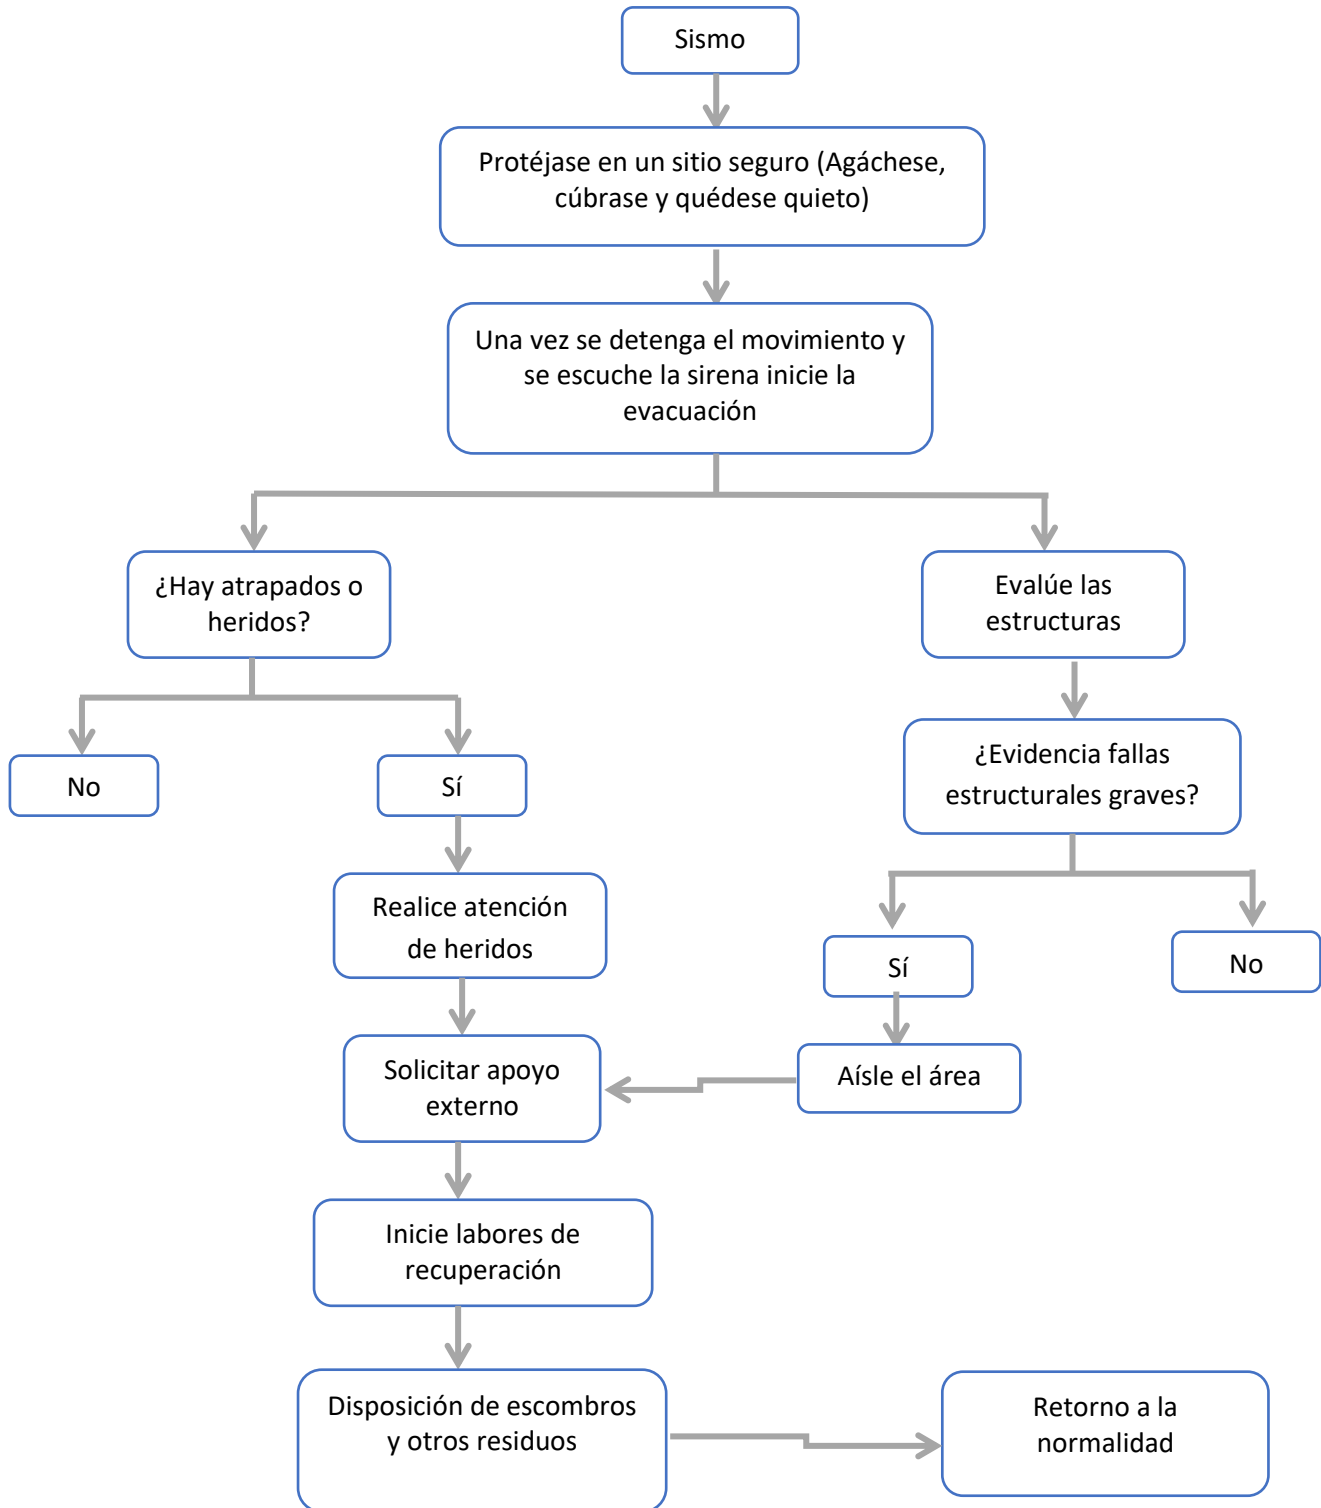 Sismo
Protéjase en un sitio seguro (Agáchese,
cúbrase y quédese quieto)
Una vez se detenga el movimiento y
se escuche la sirena inicie la
evacuación
¿Hay atrapados o
heridos?
Evalúe las
estructuras
No
Sí
¿Evidencia fallas
estructurales graves?
Realice atención
de heridos
Sí
No
Solicitar apoyo
externo
Aísle el área
Inicie labores de
recuperación
Disposición de escombros
y otros residuos
Retorno a la
normalidad